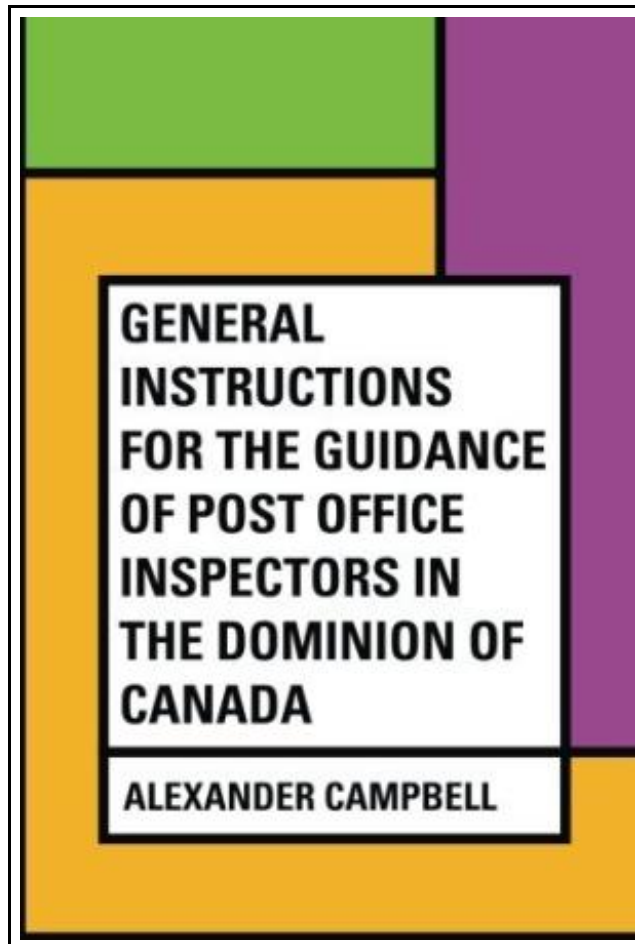 GENERAL
INSTRUCTIONS
FOR THE GUIDANCE
OF POST OFFICE
INSPECTORS IN
THE DOMINION OF
CANADA
ALEXANDER CAMPBELL